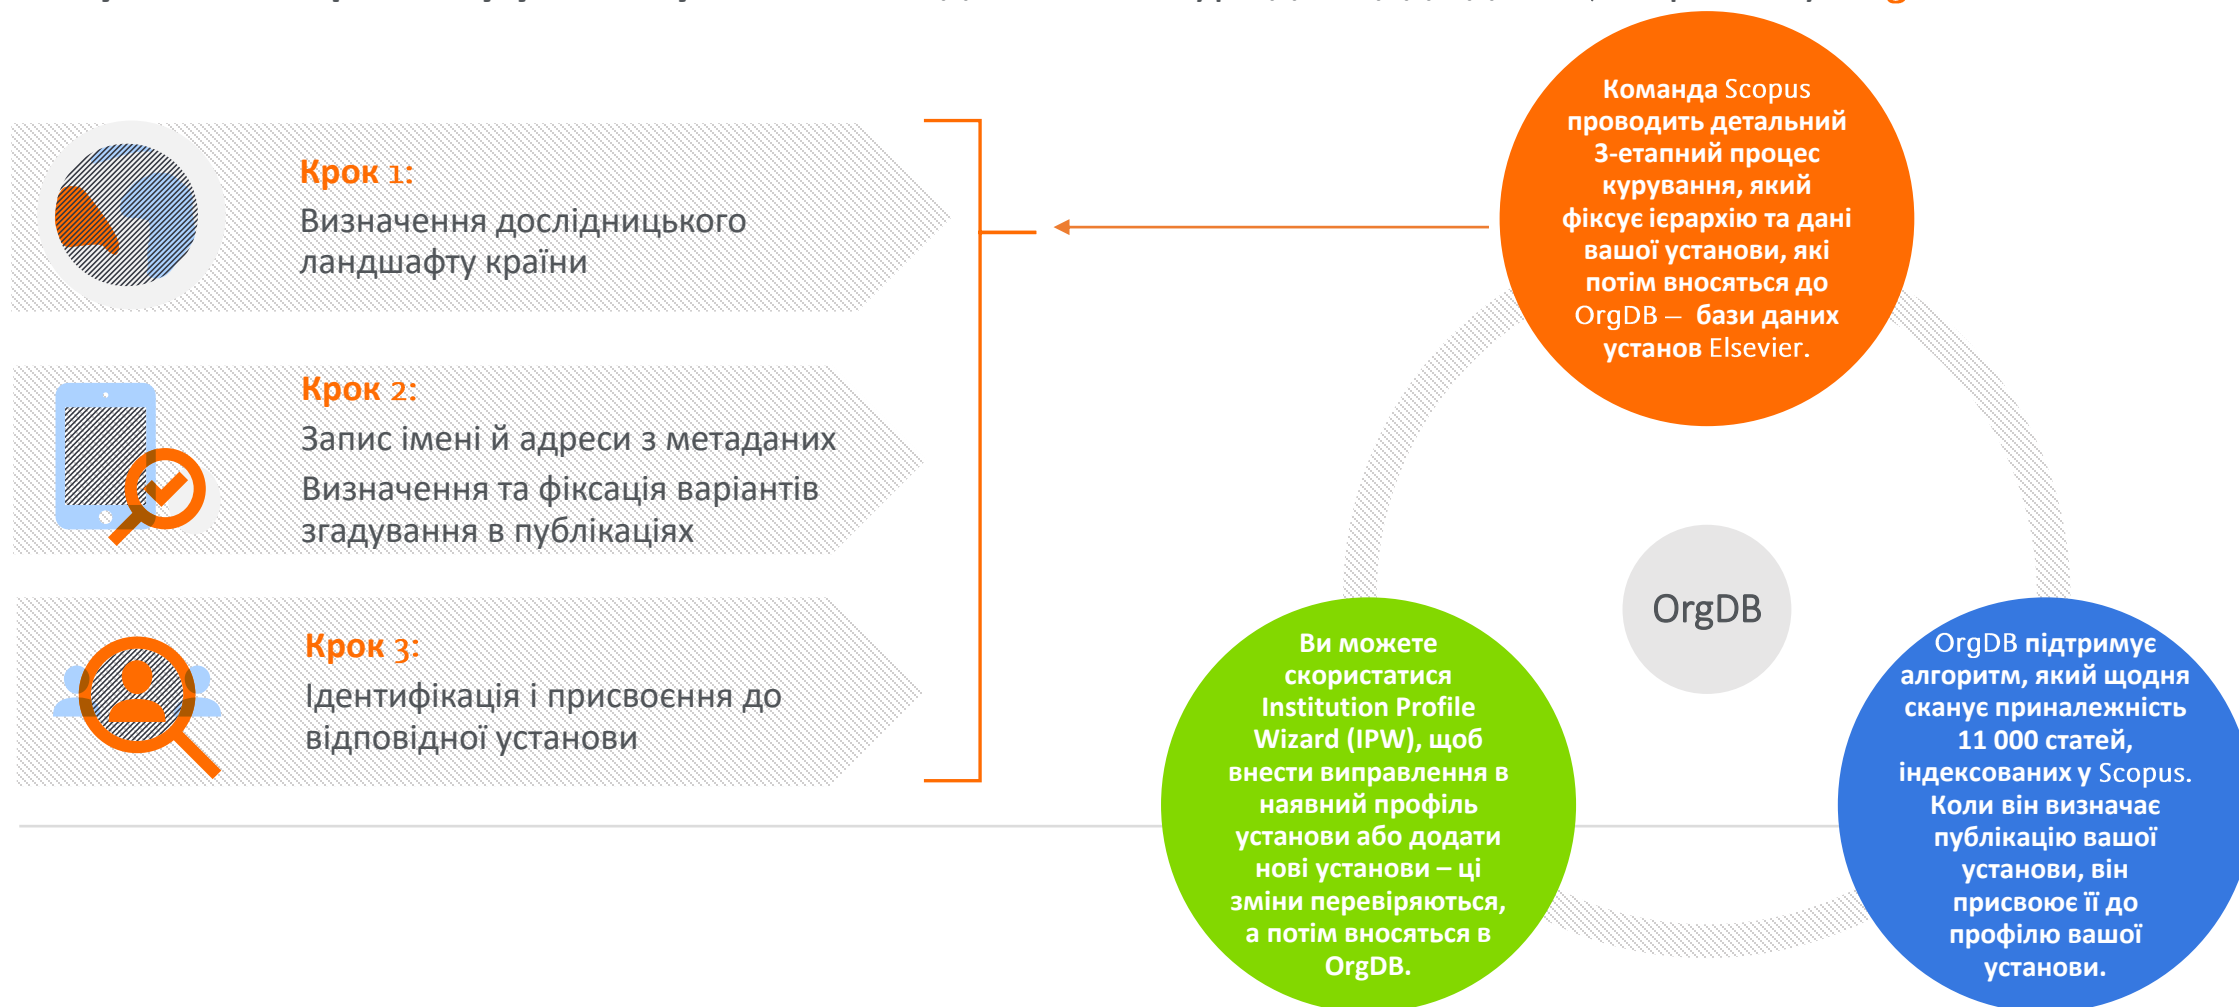 Крок 1:
Визначення дослідницького
ландшафту країни
Крок 2:
Запис імені й адреси з метаданих
Визначення та фіксація варіантів
згадування в публікаціях
Крок 3:
Ідентифікація і присвоєння до
відповідної установи
Команда Scopus
проводить детальний
3-етапний процес
курування, який
фіксує ієрархію та дані
вашої установи, які
потім вносяться до
OrgDB – бази даних
установ Elsevier.
OrgDB
Ви можете
скористатися
Institution Profile
Wizard (IPW), щоб
внести виправлення в
наявний профіль
установи або додати
нові установи – ці
зміни перевіряються,
а потім вносяться в
OrgDB.
OrgDB підтримує
алгоритм, який щодня
сканує приналежність
11 000 статей,
індексованих у Scopus.
Коли він визначає
публікацію вашої
установи, він
присвоює її до
профілю вашої
установи.